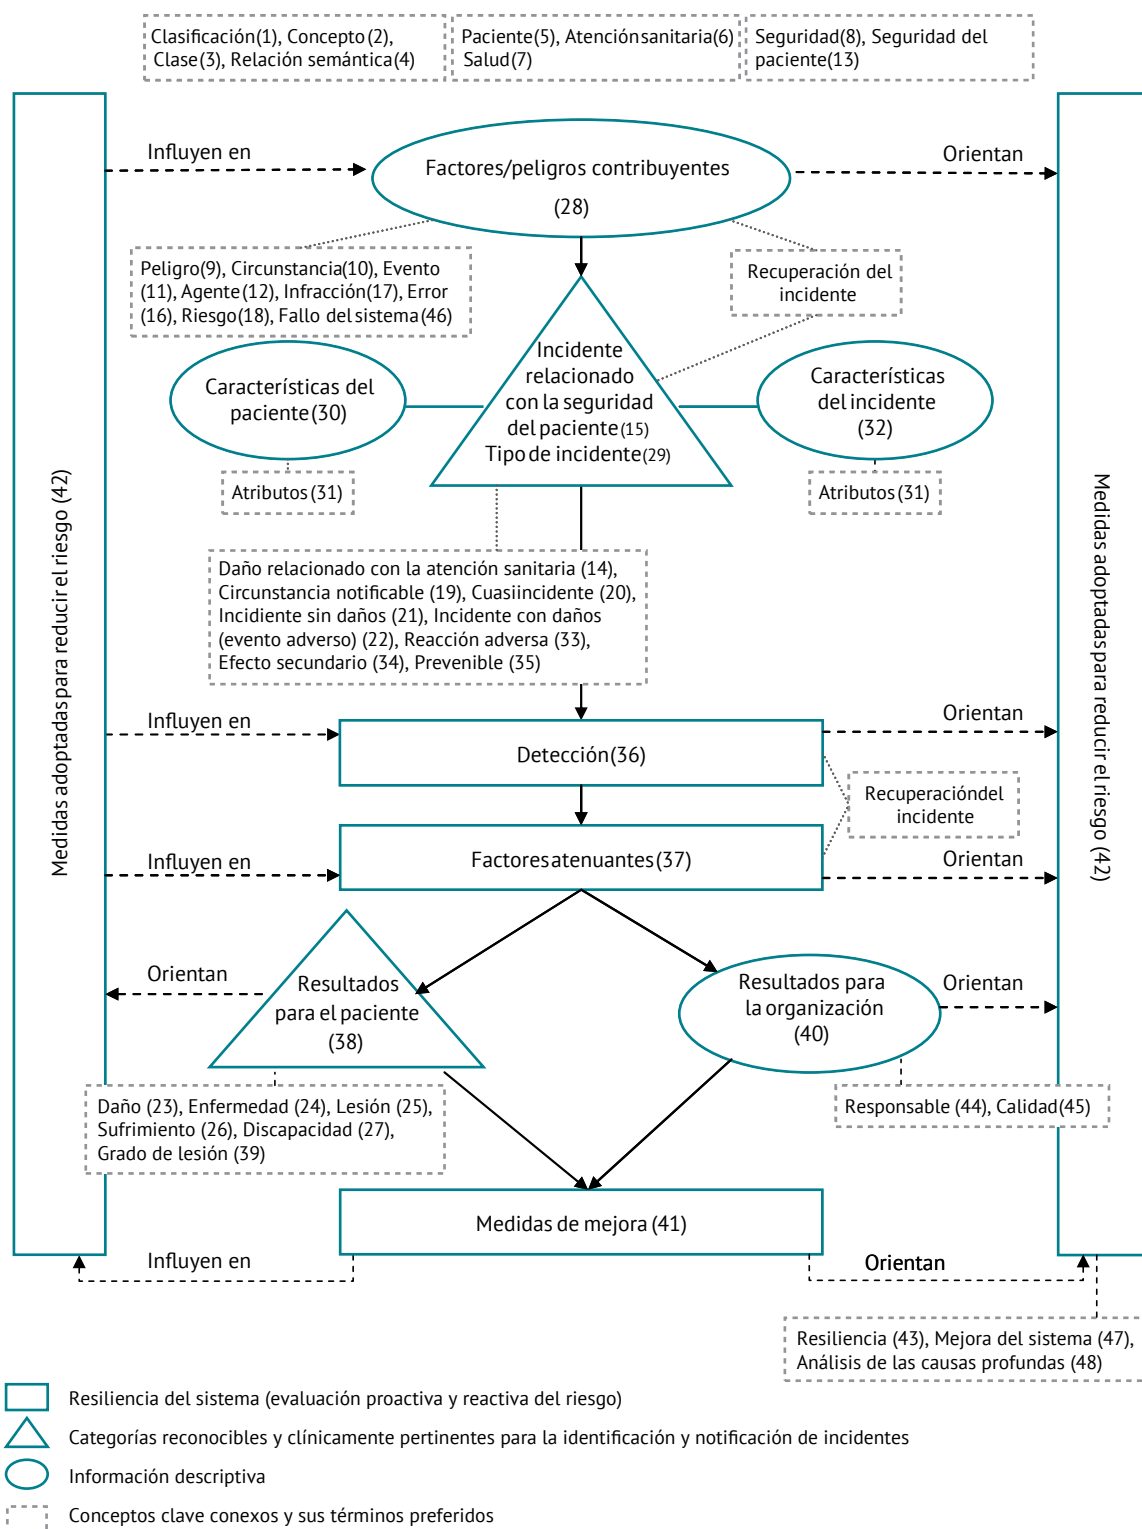 Clasificación(1), Concepto(2),
Clase(3), Relación semántica(4)
Paciente(5), Atención sanitaria(6)
Salud(7)
Seguridad(8), Seguridad del
paciente(13)
Influyen en
Factores/peligros contribuyentes
(28)
Orientan
Peligro(9), Circunstancia(10), Evento
(11), Agente(12), Infracción(17), Error
(16), Riesgo(18), Fallo del sistema(46)
Recuperación del
incidente
Incidente
relacionado
con la seguridad
del paciente (15)
Tipo de incidente (29)
Características del
paciente (30)
Características
del incidente
(32)
Atributos (31)
Atributos (31)
Medidas adoptadas para reducir el riesgo (42)
Medidas adoptadas para reducir el riesgo (42)
Daño relacionado con la atención sanitaria (14),
Circunstancia notificable (19), Cuasiincidente (20),
Incidiente sin daños (21), Incidente con daños
(evento adverso) (22), Reacción adversa (33),
Efecto secundario (34), Prevenible (35)
Influyen en
Detección (36)
Orientan
Recuperación del
incidente
Influyen en
Factores atenuantes (37)
Orientan
Orientan
Resultados
para el paciente
(38)
Resultados para
la organización
(40)
Orientan
Daño (23), Enfermedad (24), Lesión (25),
Sufrimiento (26), Discapacidad (27),
Grado de lesión (39)
Responsable (44), Calidad (45)
Medidas de mejora (41)
Influyen en
Orientan
Resiliencia (43), Mejora del sistema (47),
Análisis de las causas profundas (48)
Resiliencia del sistema (evaluación proactiva y reactiva del riesgo)
Categorías reconocibles y clínicamente pertinentes para la identificación y notificación de incidentes
Información descriptiva
Conceptos clave conexos y sus términos preferidos